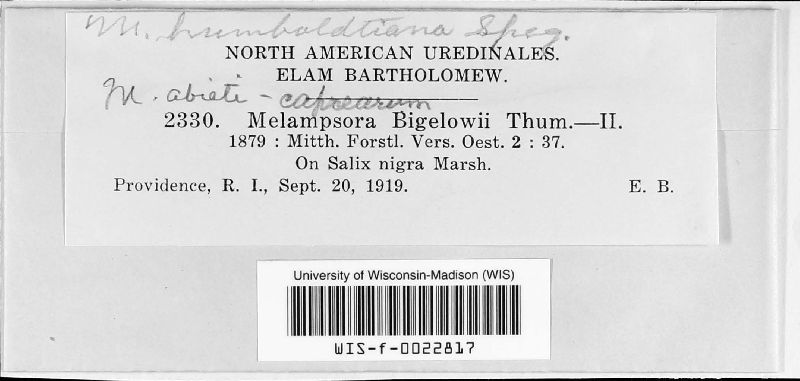 M. humboldtiana Speg.
NORTH AMERICAN UREDINALES.
ELAM BARTHOLOMEW.
M. abieti - caprearum
2330. Melampsora Bigelowii Thum.—II.
1879 : Mitth. Forstl. Vers. Oest. 2 : 37.
On Salix nigra Marsh.
Providence, R. I., Sept. 20, 1919. E. B.
University of Wisconsin-Madison (WIS)
WIS-f-0022817